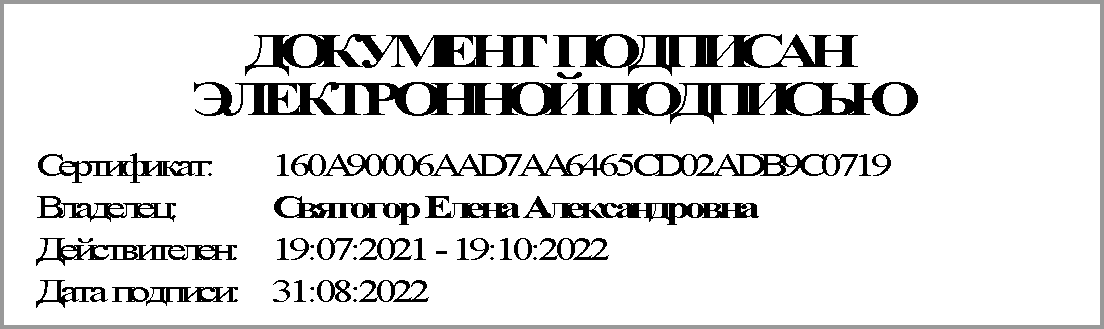 ДОКУМЕНТ ПОДПИСАН
ЭЛЕКТРОННОЙ ПОДПИСЬЮ
Сертификат: 160A90006AAD7AA6465CD02ADB9C0719
Владелец: Святогор Елена Александровна
Действителен: 19:07:2021 - 19:10:2022
Дата подписи: 31:08:2022